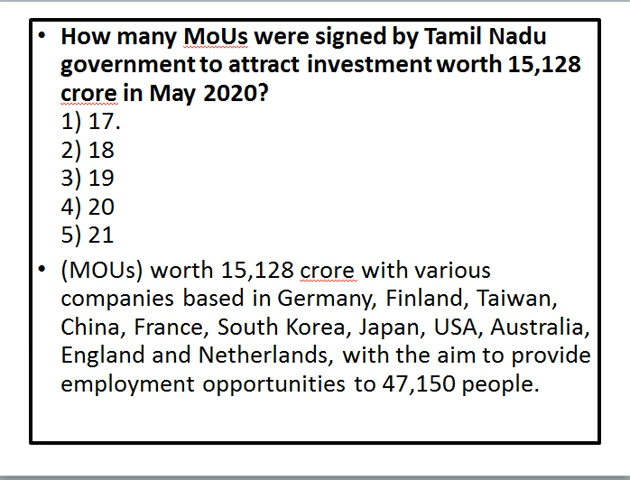 • How many MoUs were signed by Tamil Nadu
government to attract investment worth 15,128
crore in May 2020?
1) 17.
2) 18
3) 19
4) 20
5) 21
• (MOUs) worth 15,128 crore with various
companies based in Germany, Finland, Taiwan,
China, France, South Korea, Japan, USA, Australia,
England and Netherlands, with the aim to provide
employment opportunities to 47,150 people.